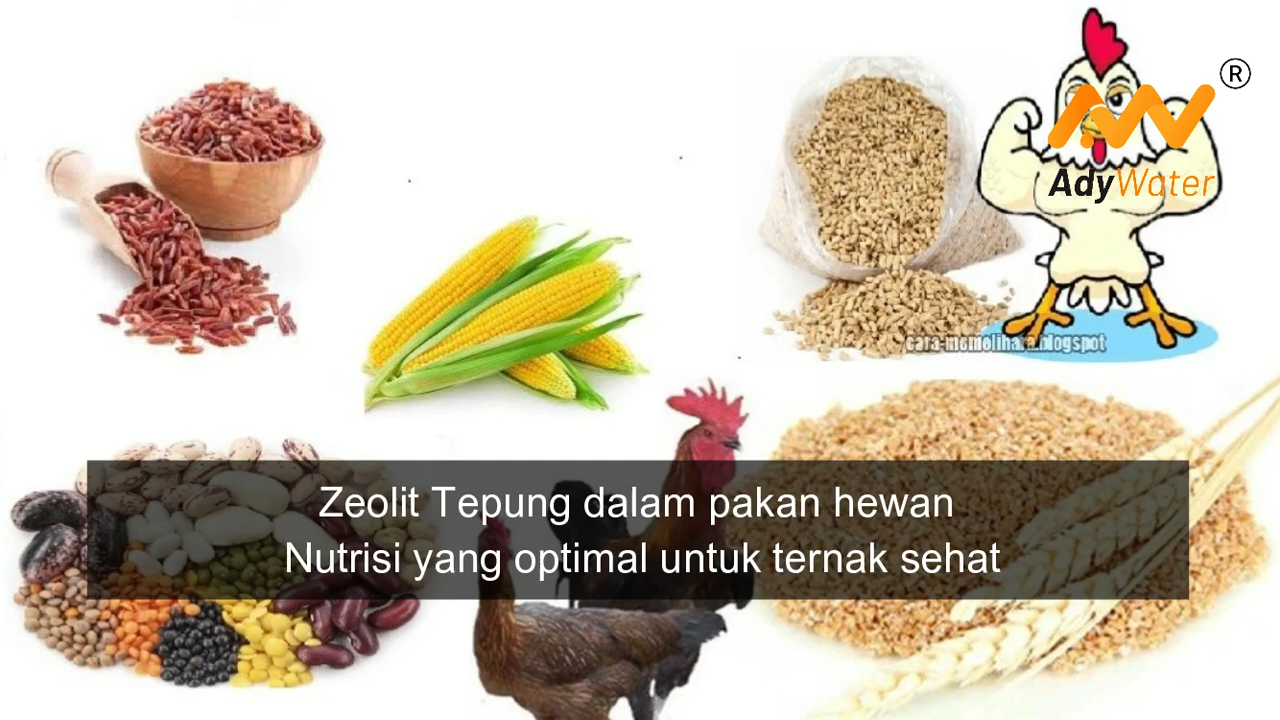 ®
AdyWater
cara-memelihara.blogspot
Zeolit Tepung dalam pakan hewan
Nutrisi yang optimal untuk ternak sehat